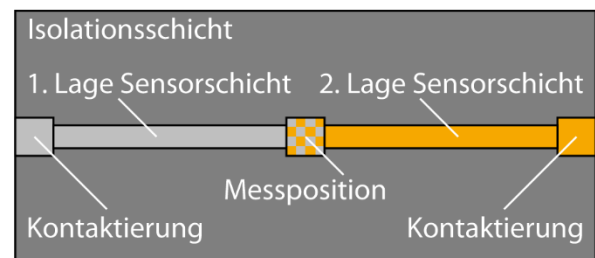 Isolationsschicht
1. Lage Sensorschicht 2. Lage Sensorschicht
Messposition
Kontaktierung Kontaktierung